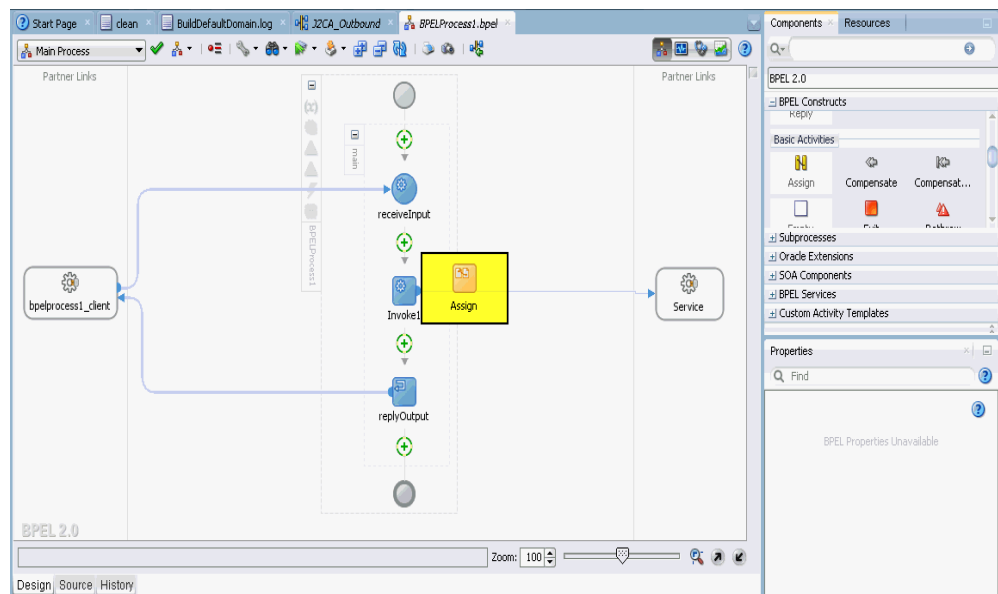 Start Page
clean
BuildDefaultDomain.log
J2CA_Outbound
BPELProcess1.bpel
Main Process
Partner Links
Partner Links
main
BPELProcess1
receiveInput
Assign
Invoke1
bpelprocess1_client
Service
replyOutput
BPEL 2.0
Zoom: 100
Design Source History
Components
Resources
BPEL 2.0
BPEL Constructs
Reply
Basic Activities
Assign
Compensate
Compensat...
Empty
Exit
Rethrow
Subprocesses
Oracle Extensions
SOA Components
BPEL Services
Custom Activity Templates
Properties
Find
BPEL Properties Unavailable